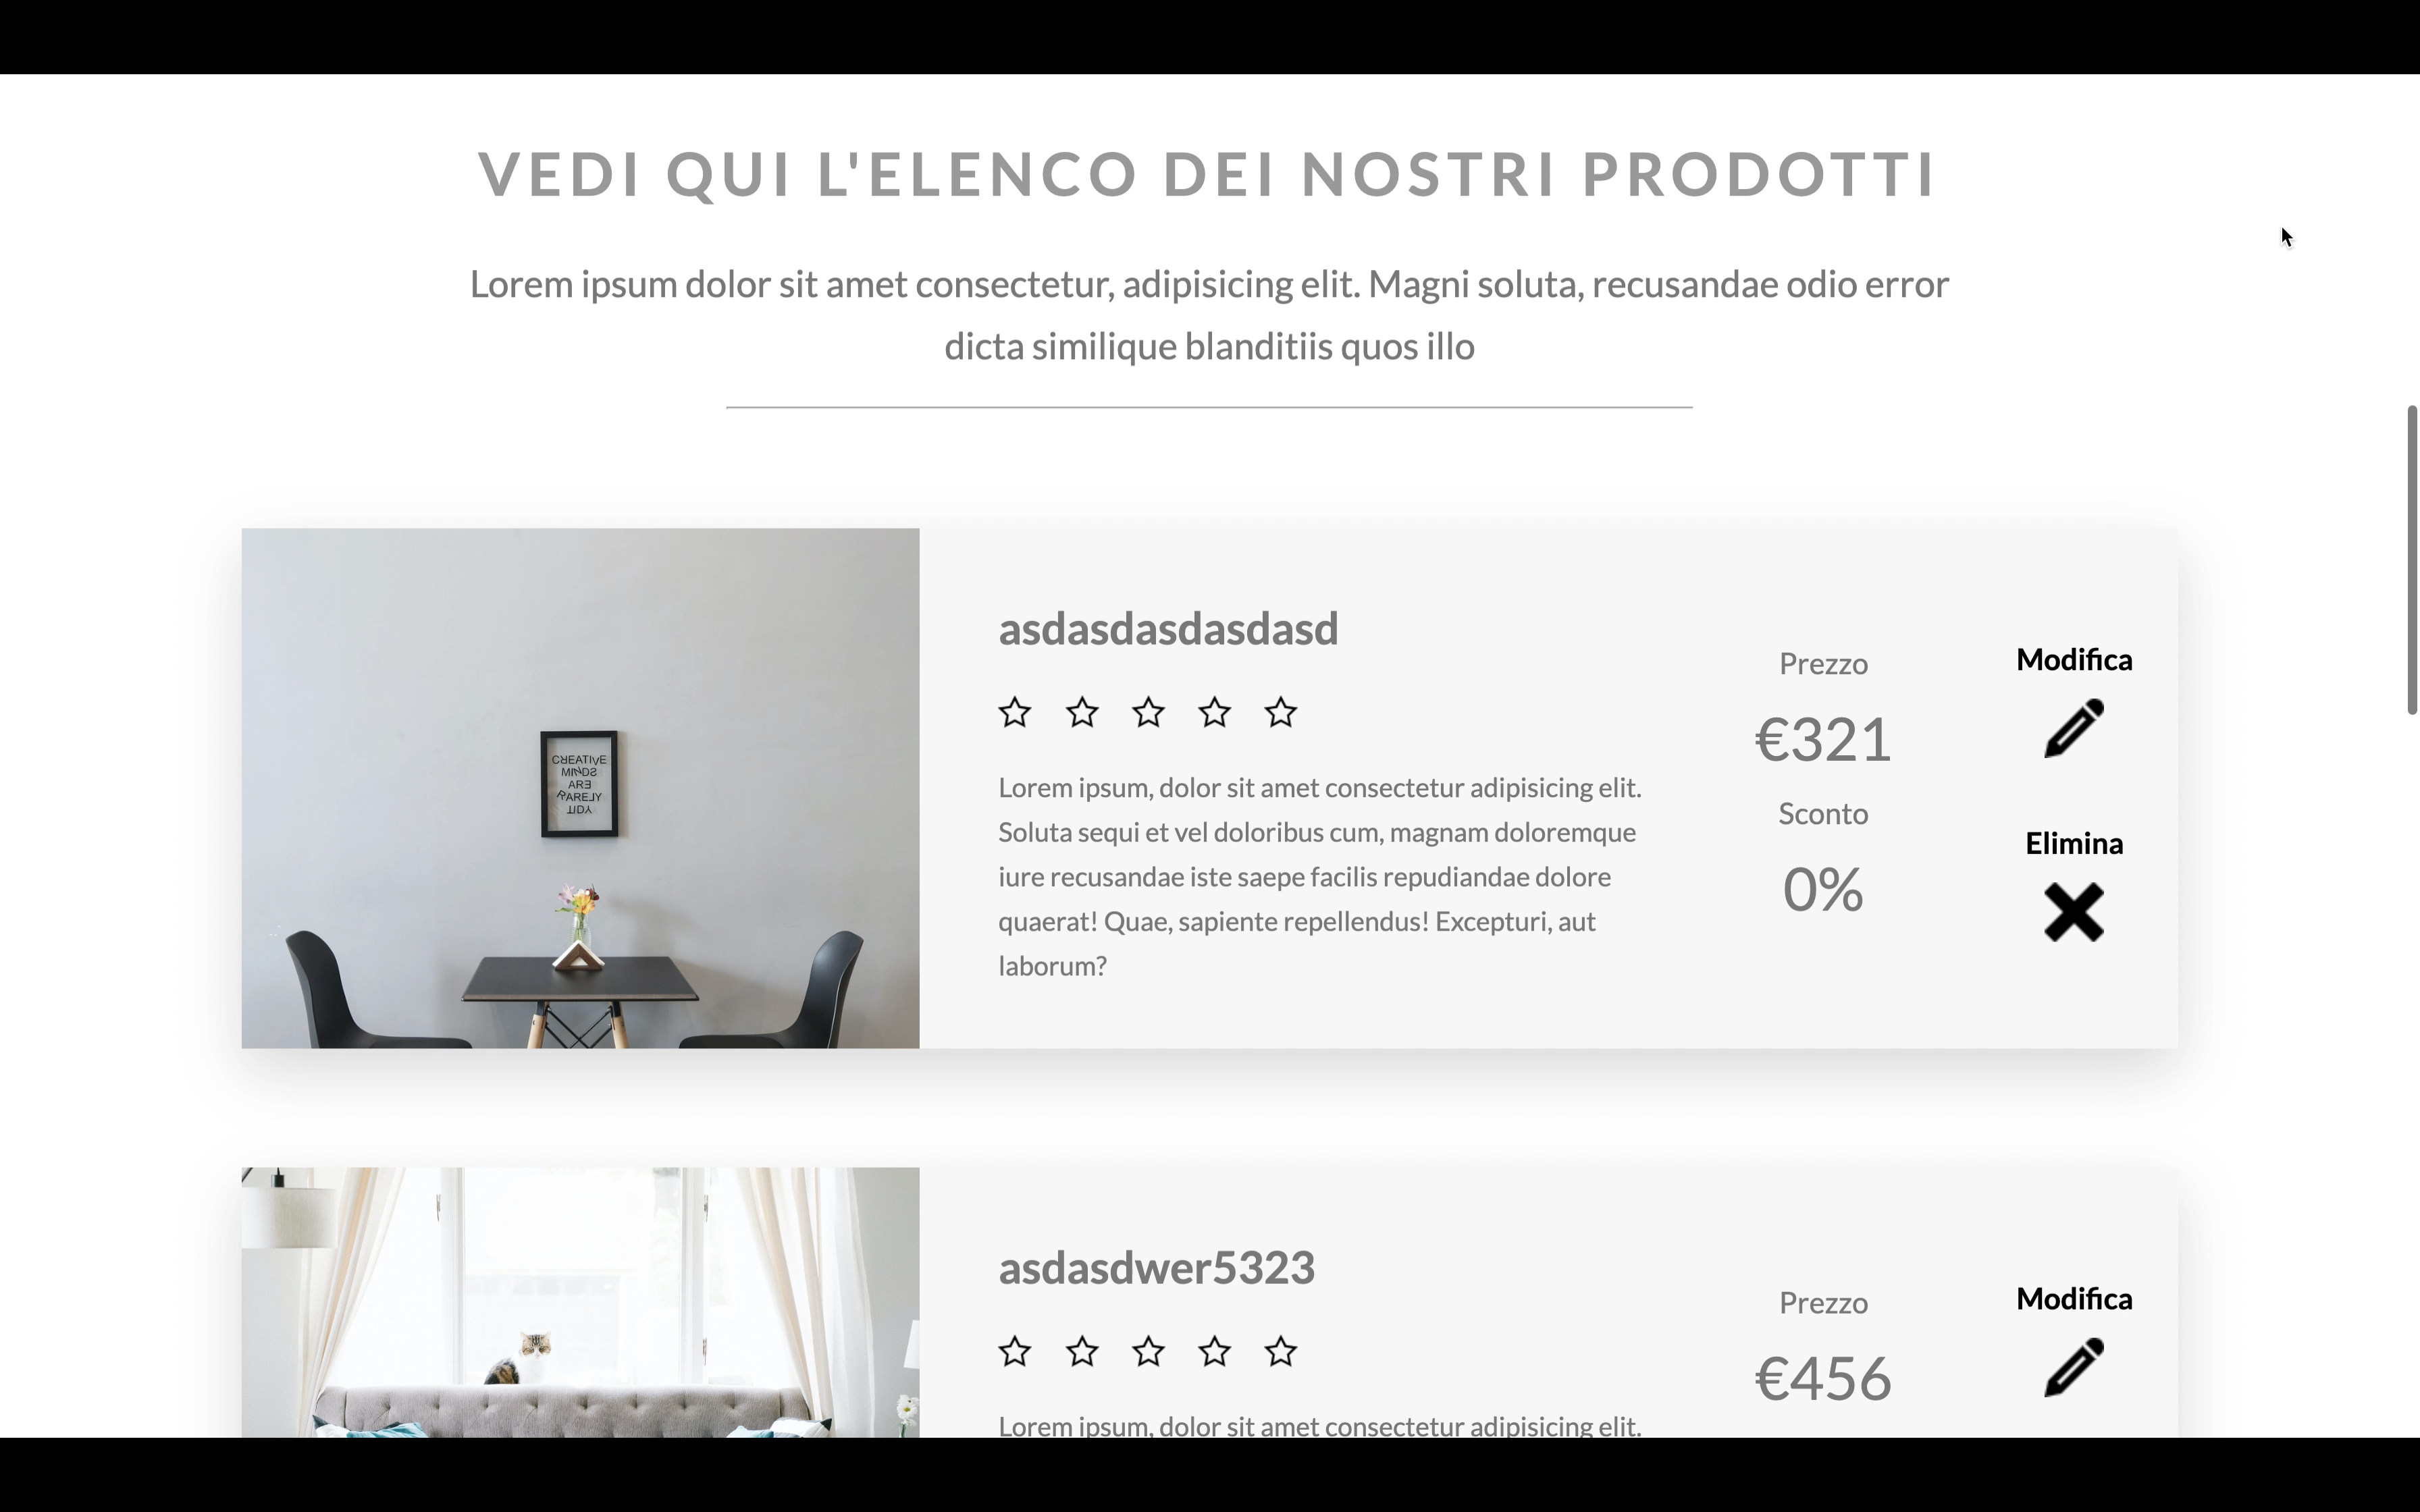 VEDI QUI L'ELENCO DEI NOSTRI PRODOTTI
Lorem ipsum dolor sit amet consectetur, adipisicing elit. Magni soluta, recusandae odio error
dicta similique blanditiis quos illo
CREATIVE
MINDS
ARE
RARELY
TIDY
asdasdasdasdasd
Lorem ipsum, dolor sit amet consectetur adipisicing elit.
Soluta sequi et vel doloribus cum, magnam doloremque
iure recusandae iste saepe facilis repudiandae dolore
quaerat! Quae, sapiente repellendus! Excepturi, aut
laborum?
Prezzo
€321
Sconto
0%
Modifica
Elimina
asdasdwer5323
Lorem ipsum, dolor sit amet consectetur adipisicing elit.
Prezzo
€456
Modifica